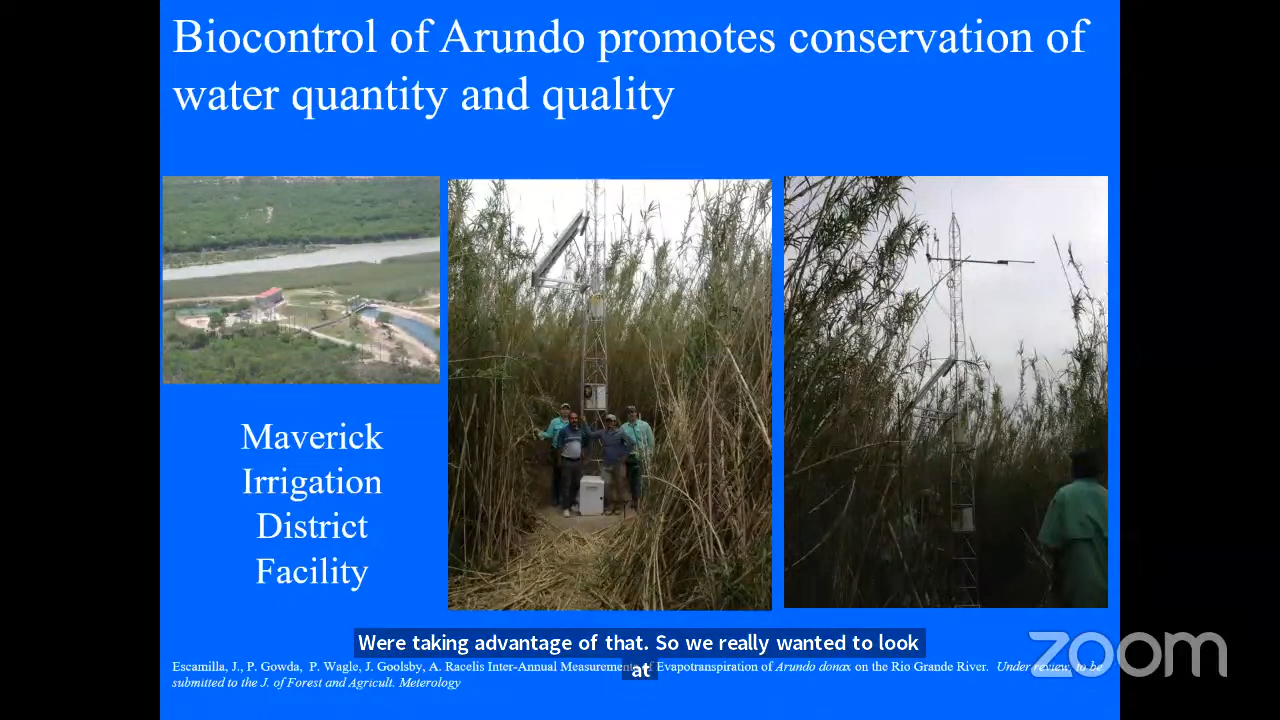 Biocontrol of Arundo promotes conservation of
water quantity and quality
Maverick
Irrigation
District
Facility
Were taking advantage of that. So we really wanted to look
at
Escamilla, J., P. Gowda, P. Wagle, J. Goolsby, A. Racelis Inter-Annual Measurement of Evapotranspiration of Arundo donax on the Rio Grande River. Under review, to be
submitted to the J. of Forest and Agricult. Meterology
zoom